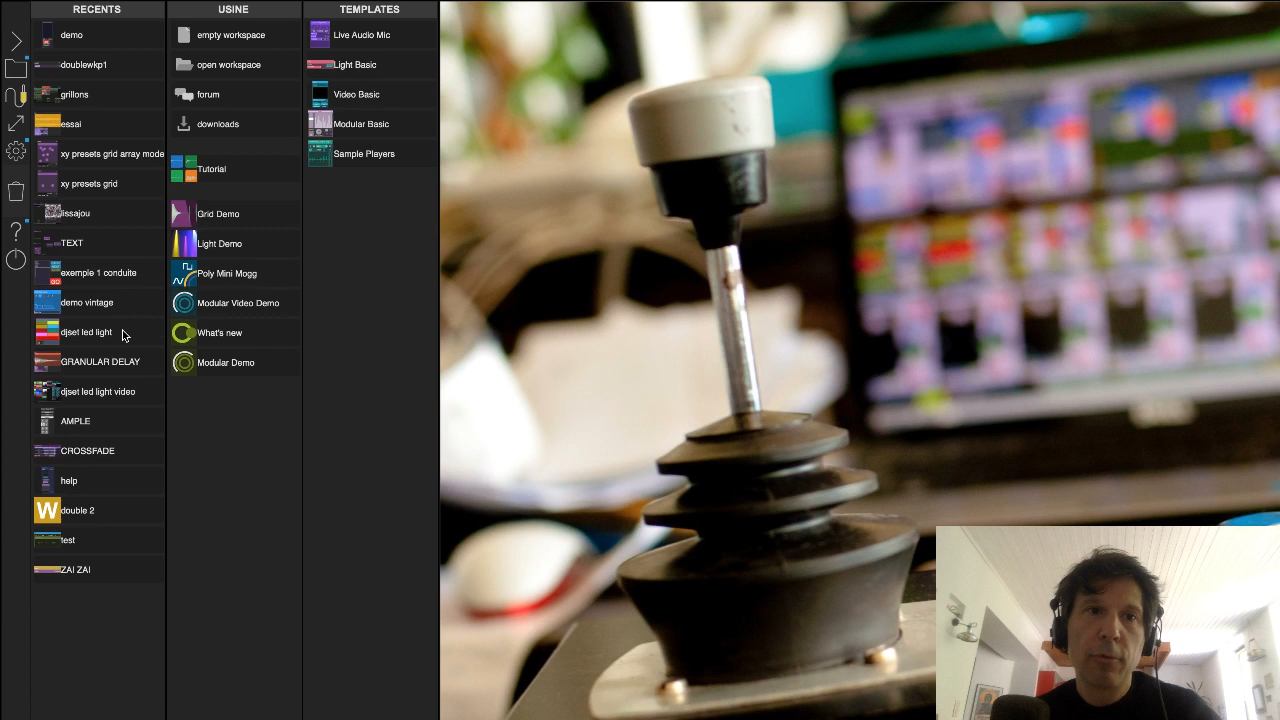 RECENTS
demo
doublewkp1
grillons
essai
xy presets grid array mode
xy presets grid
lissajou
TEXT
exemple 1 conduite
demo vintage
djset led light
GRANULAR DELAY
djset led light video
AMPLE
CROSSFADE
help
W
double 2
test
ZAI ZAI
USINE
empty workspace
open workspace
forum
downloads
Tutorial
Grid Demo
Light Demo
Poly Mini Mogg
Modular Video Demo
What's new
Modular Demo
TEMPLATES
Live Audio Mic
Light Basic
Video Basic
Modular Basic
Sample Players